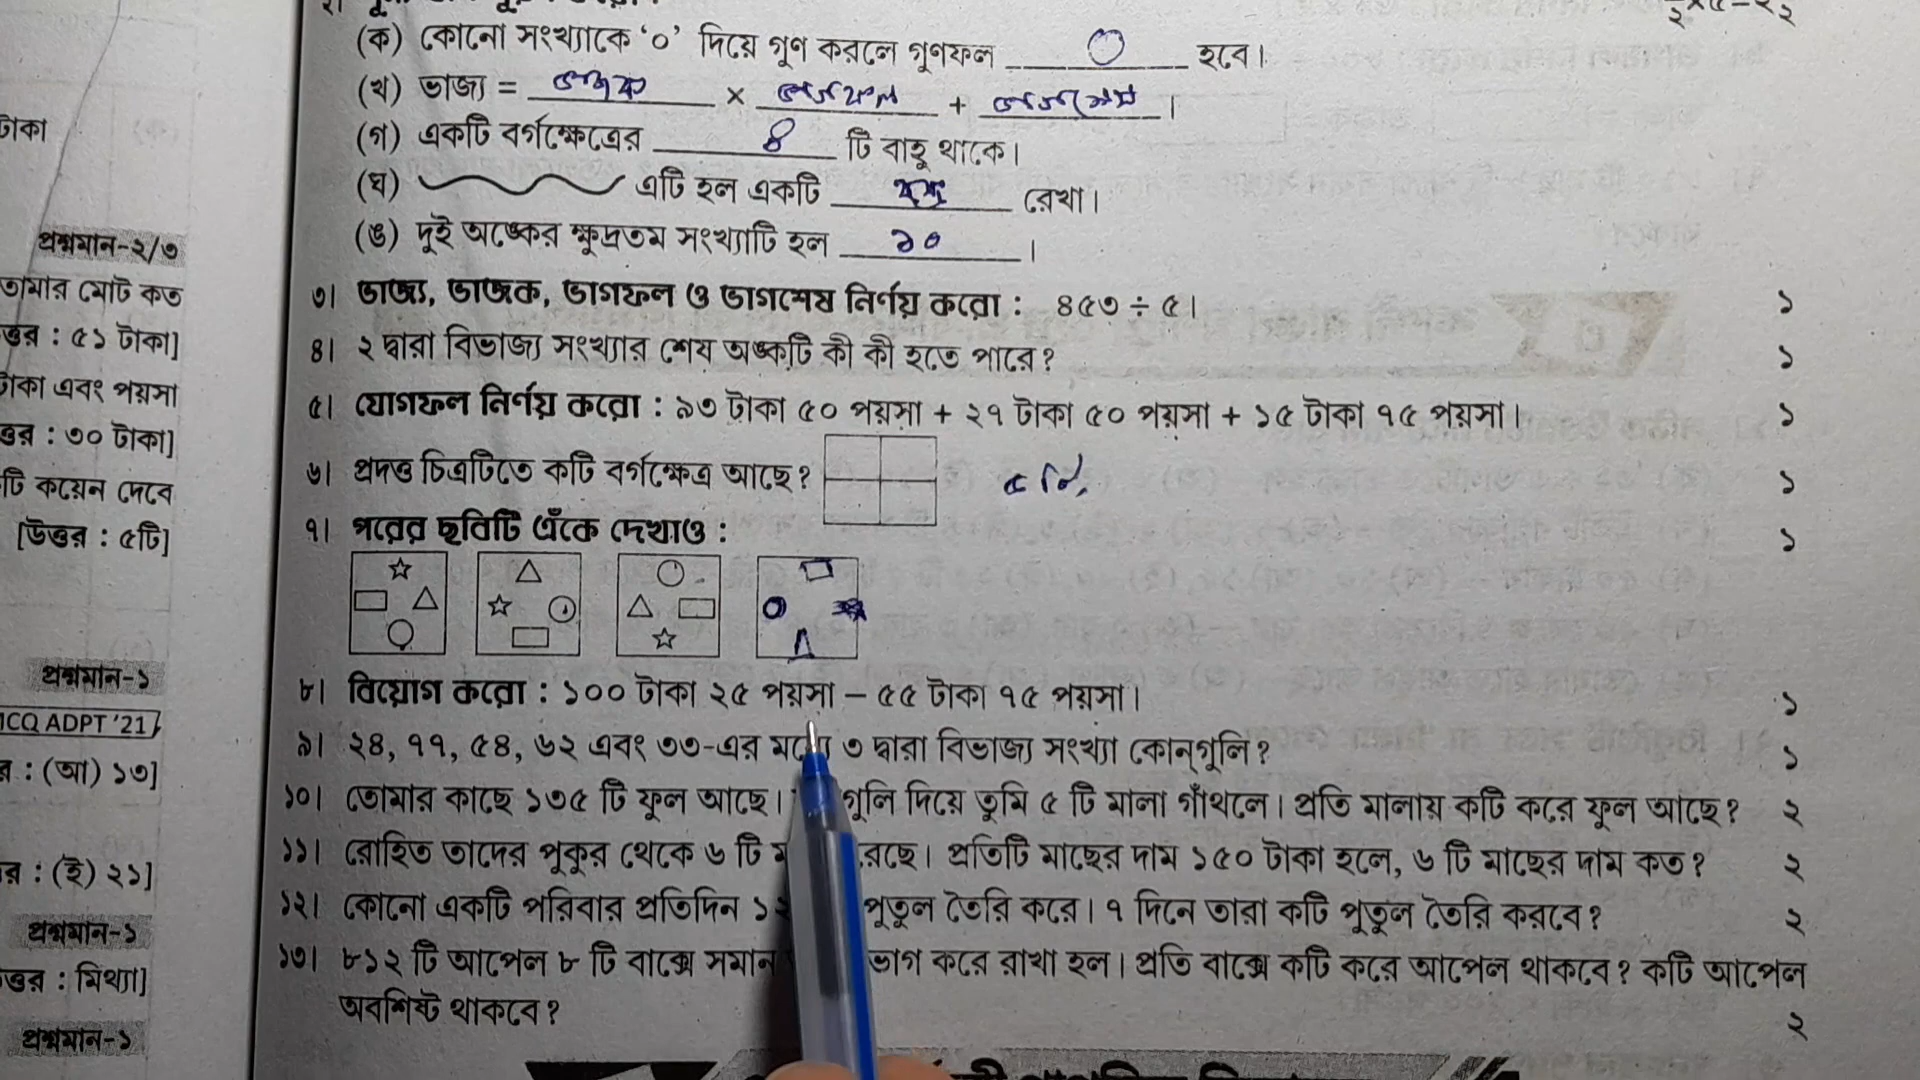 (ক) কোনো সংখ্যাকে ‘০’ দিয়ে গুণ করলে গুণফল ০ হবে।
(খ) ভাজ্য = ভাজক × ভাগফল + ভাগশেষ ।
(গ) একটি বর্গক্ষেত্রের ৪ টি বাহু থাকে।
(ঘ) এটি হল একটি বক্র রেখা।
(ঙ) দুই অঙ্কের ক্ষুদ্রতম সংখ্যাটি হল ১০ ।
৩। ভাজ্য, ভাজক, ভাগফল ও ভাগশেষ নির্ণয় করো : ৪৫৩ ÷ ৫। ১
৪। ২ দ্বারা বিভাজ্য সংখ্যার শেষ অঙ্কটি কী কী হতে পারে? ১
৫। যোগফল নির্ণয় করো : ৯৩ টাকা ৫০ পয়সা + ২৭ টাকা ৫০ পয়সা + ১৫ টাকা ৭৫ পয়সা। ১
৬। প্রদত্ত চিত্রটিতে কটি বর্গক্ষেত্র আছে? ৫ টি ১
৭। পরের ছবিটি এঁকে দেখাও : ১
৮। বিয়োগ করো : ১০০ টাকা ২৫ পয়সা – ৫৫ টাকা ৭৫ পয়সা। ১
৯। ২৪, ৭৭, ৫৪, ৬২ এবং ৩৩-এর মধ্যে ৩ দ্বারা বিভাজ্য সংখ্যা কোন্‌গুলি? ১
১০। তোমার কাছে ১৩৫ টি ফুল আছে। গুলি দিয়ে তুমি ৫ টি মালা গাঁথলে। প্রতি মালায় কটি করে ফুল আছে? ২
১১। রোহিত তাদের পুকুর থেকে ৬ টি রেছে। প্রতিটি মাছের দাম ১৫০ টাকা হলে, ৬ টি মাছের দাম কত? ২
১২। কোনো একটি পরিবার প্রতিদিন পুতুল তৈরি করে। ৭ দিনে তারা কটি পুতুল তৈরি করবে? ২
১৩। ৮১২ টি আপেল ৮ টি বাক্সে সমান ভাগ করে রাখা হল। প্রতি বাক্সে কটি করে আপেল থাকবে? কটি আপেল
অবশিষ্ট থাকবে? ২
টাকা
প্রশ্নমান-২/৩
তামার মোট কত
ত্তর : ৫১ টাকা]
টাকা এবং পয়সা
ত্তর : ৩০ টাকা]
টি কয়েন দেবে
[উত্তর : ৫টি]
প্রশ্নমান-১
ICQ ADPT '21
র : (আ) ১৩]
র : (ই) ২১]
প্রশ্নমান-১
ত্তর : মিথ্যা]
প্রশ্নমান-১